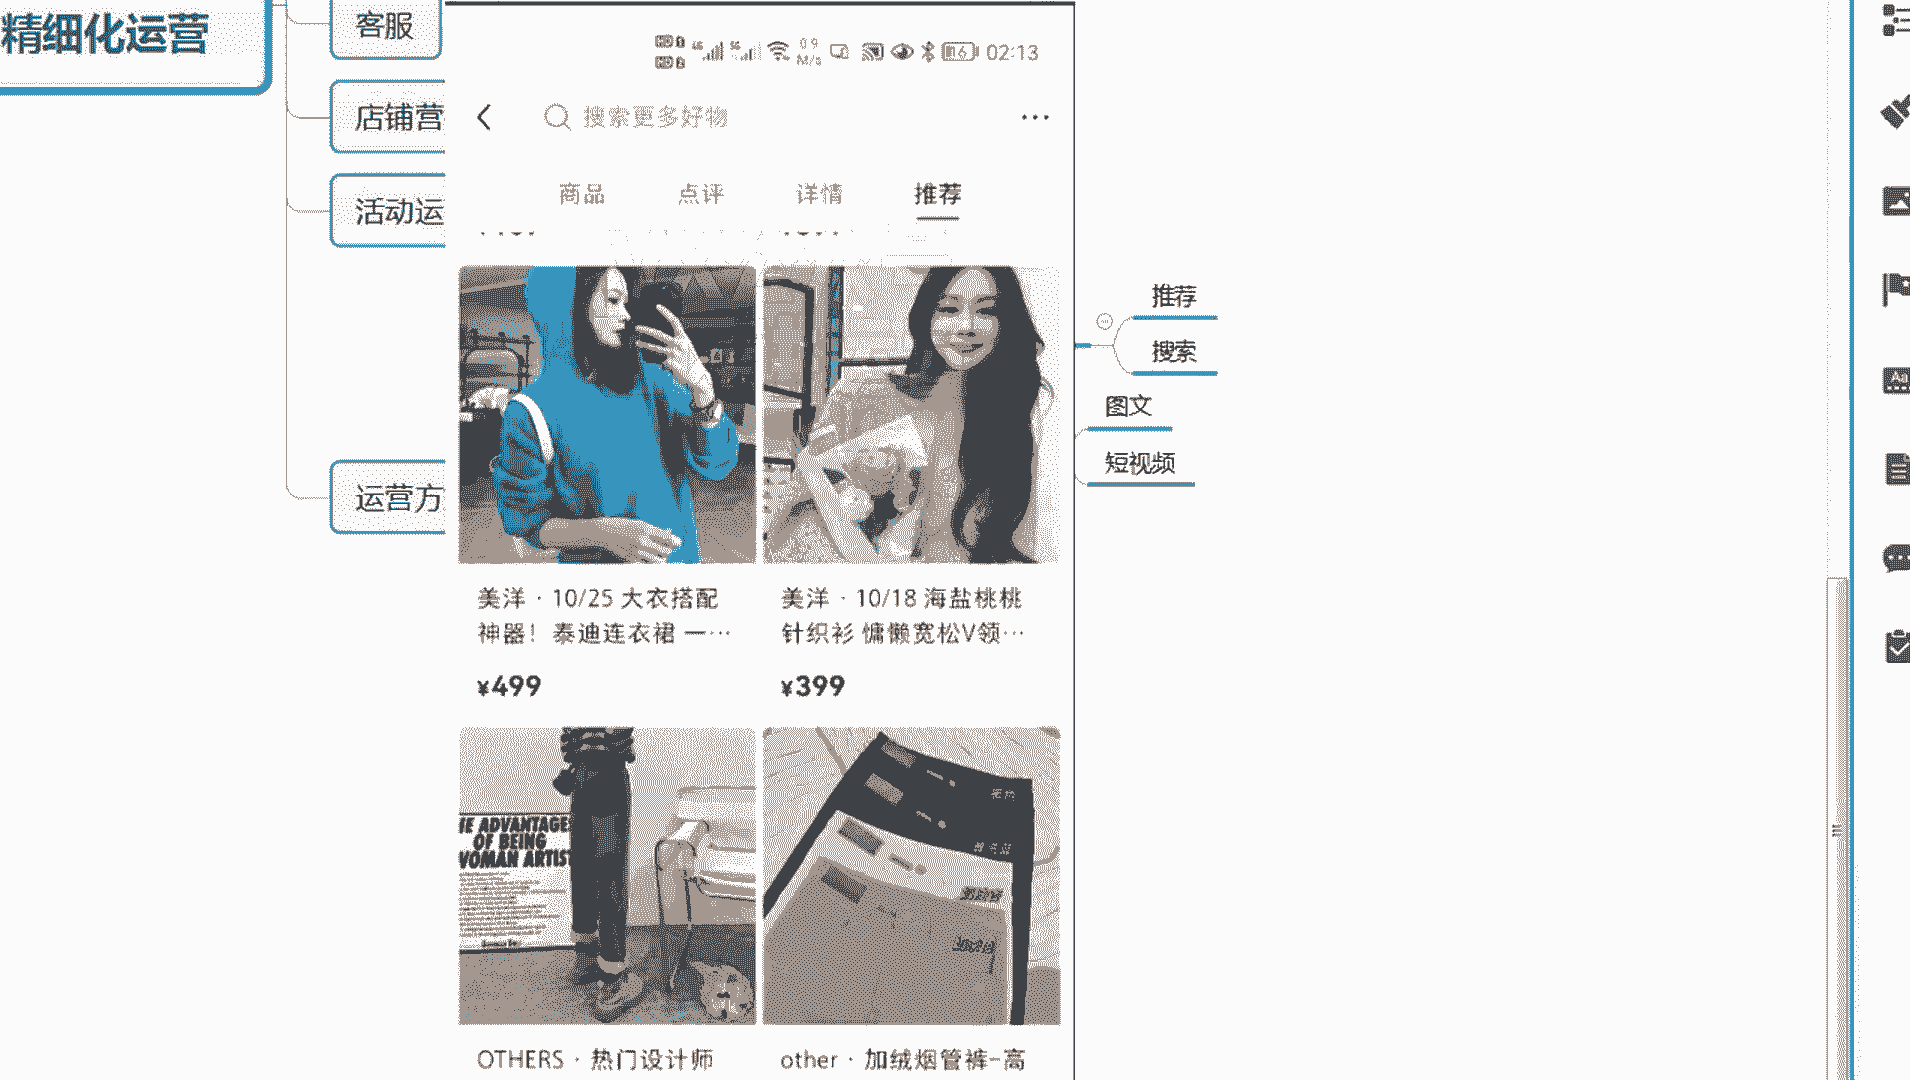 精细化运营
客服
店铺营
活动运
运营方
02:13
搜索更多好物
商品
点评
详情
推荐
美洋 · 10/25 大衣搭配
神器！泰迪连衣裙 一…
¥499
美洋 · 10/18 海盐桃桃
针织衫 慵懒宽松V领…
¥399
THE ADVANTAGE
OF BEING
WOMAN ARTIST
OTHERS · 热门设计师
other · 加绒烟管裤-高
推荐
搜索
图文
短视频